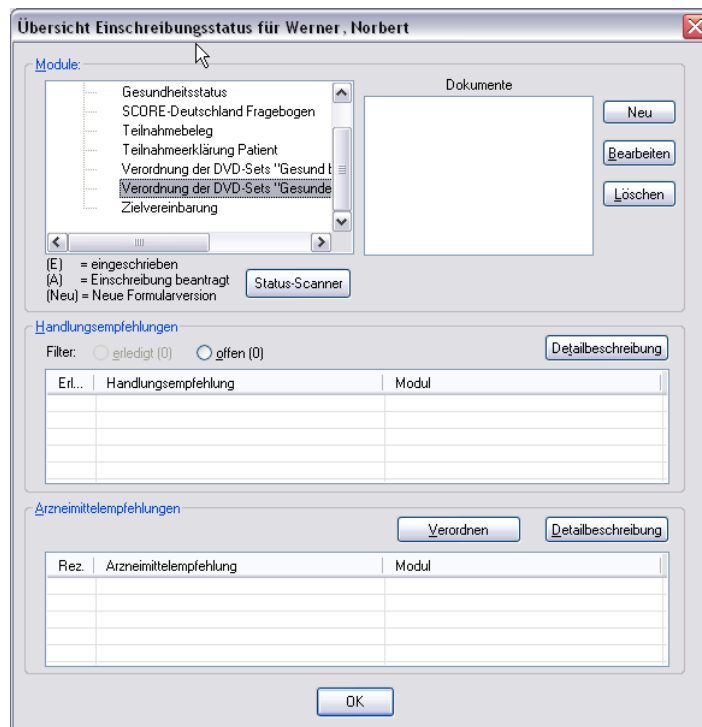 Übersicht Einschreibungsstatus für Werner, Norbert
Module:
Gesundheitsstatus
SCORE-Deutschland Fragebogen
Teilnahmebeleg
Teilnahmeerklärung Patient
Verordnung der DVD-Sets "Gesund b
Verordnung der DVD-Sets "Gesunde
Zielvereinbarung
Dokumente
Neu
Bearbeiten
Löschen
(E) = eingeschrieben
(A) = Einschreibung beantragt
(Neu) = Neue Formularversion
Status-Scanner
Handlungsempfehlungen
Filter: erledigt (0) offen (0) Detailbeschreibung
Erl... Handlungsempfehlung Modul
Arzneimittelempfehlungen
Verordnen Detailbeschreibung
Rez. Arzneimittelempfehlung Modul
OK